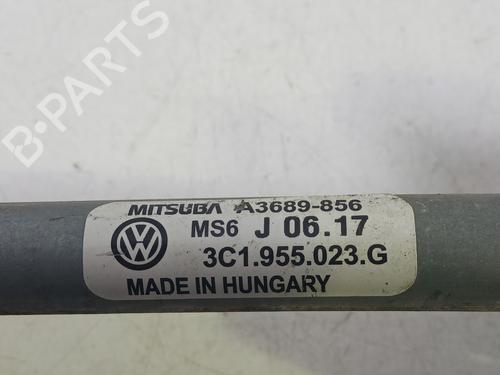 B-PARTS
MITSUBA A3689-856
MS6 J 06.17
3C1.955.023.G
MADE IN HUNGARY